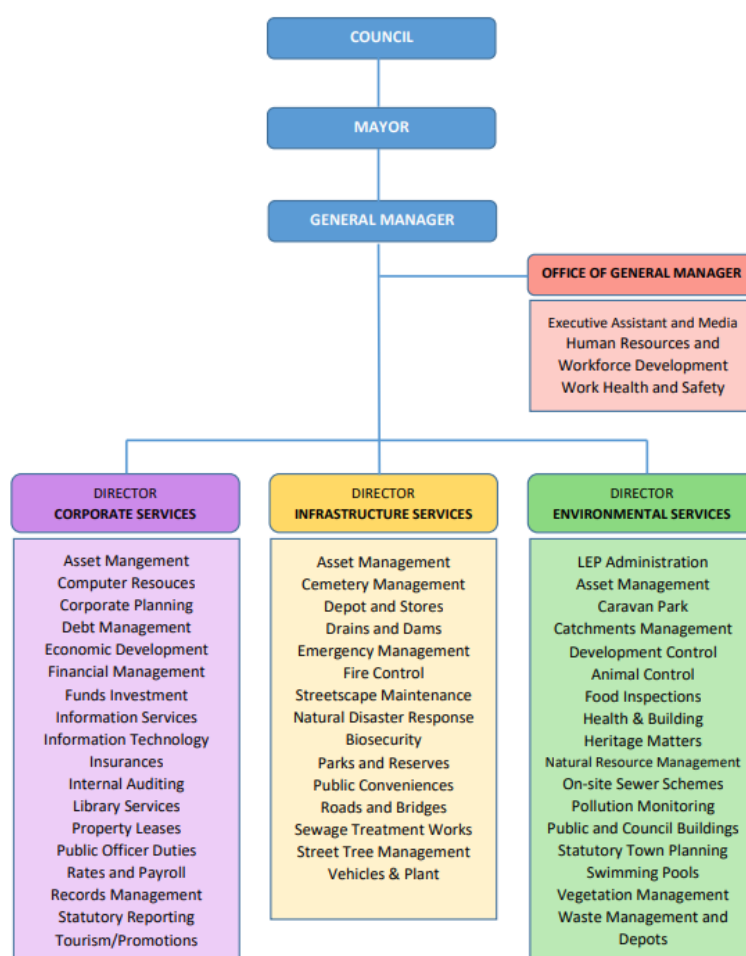 COUNCIL
MAYOR
GENERAL MANAGER
OFFICE OF GENERAL MANAGER
Executive Assistant and Media
Human Resources and
Workforce Development
Work Health and Safety
DIRECTOR
CORPORATE SERVICES
Asset Mangement
Computer Resouces
Corporate Planning
Debt Management
Economic Development
Financial Management
Funds Investment
Information Services
Information Technology
Insurances
Internal Auditing
Library Services
Property Leases
Public Officer Duties
Rates and Payroll
Records Management
Statutory Reporting
Tourism/Promotions
DIRECTOR
INFRASTRUCTURE SERVICES
Asset Management
Cemetery Management
Depot and Stores
Drains and Dams
Emergency Management
Fire Control
Streetscape Maintenance
Natural Disaster Response
Biosecurity
Parks and Reserves
Public Conveniences
Roads and Bridges
Sewage Treatment Works
Street Tree Management
Vehicles & Plant
DIRECTOR
ENVIRONMENTAL SERVICES
LEP Administration
Asset Management
Caravan Park
Catchments Management
Development Control
Animal Control
Food Inspections
Health & Building
Heritage Matters
Natural Resource Management
On-site Sewer Schemes
Pollution Monitoring
Public and Council Buildings
Statutory Town Planning
Swimming Pools
Vegetation Management
Waste Management and
Depots